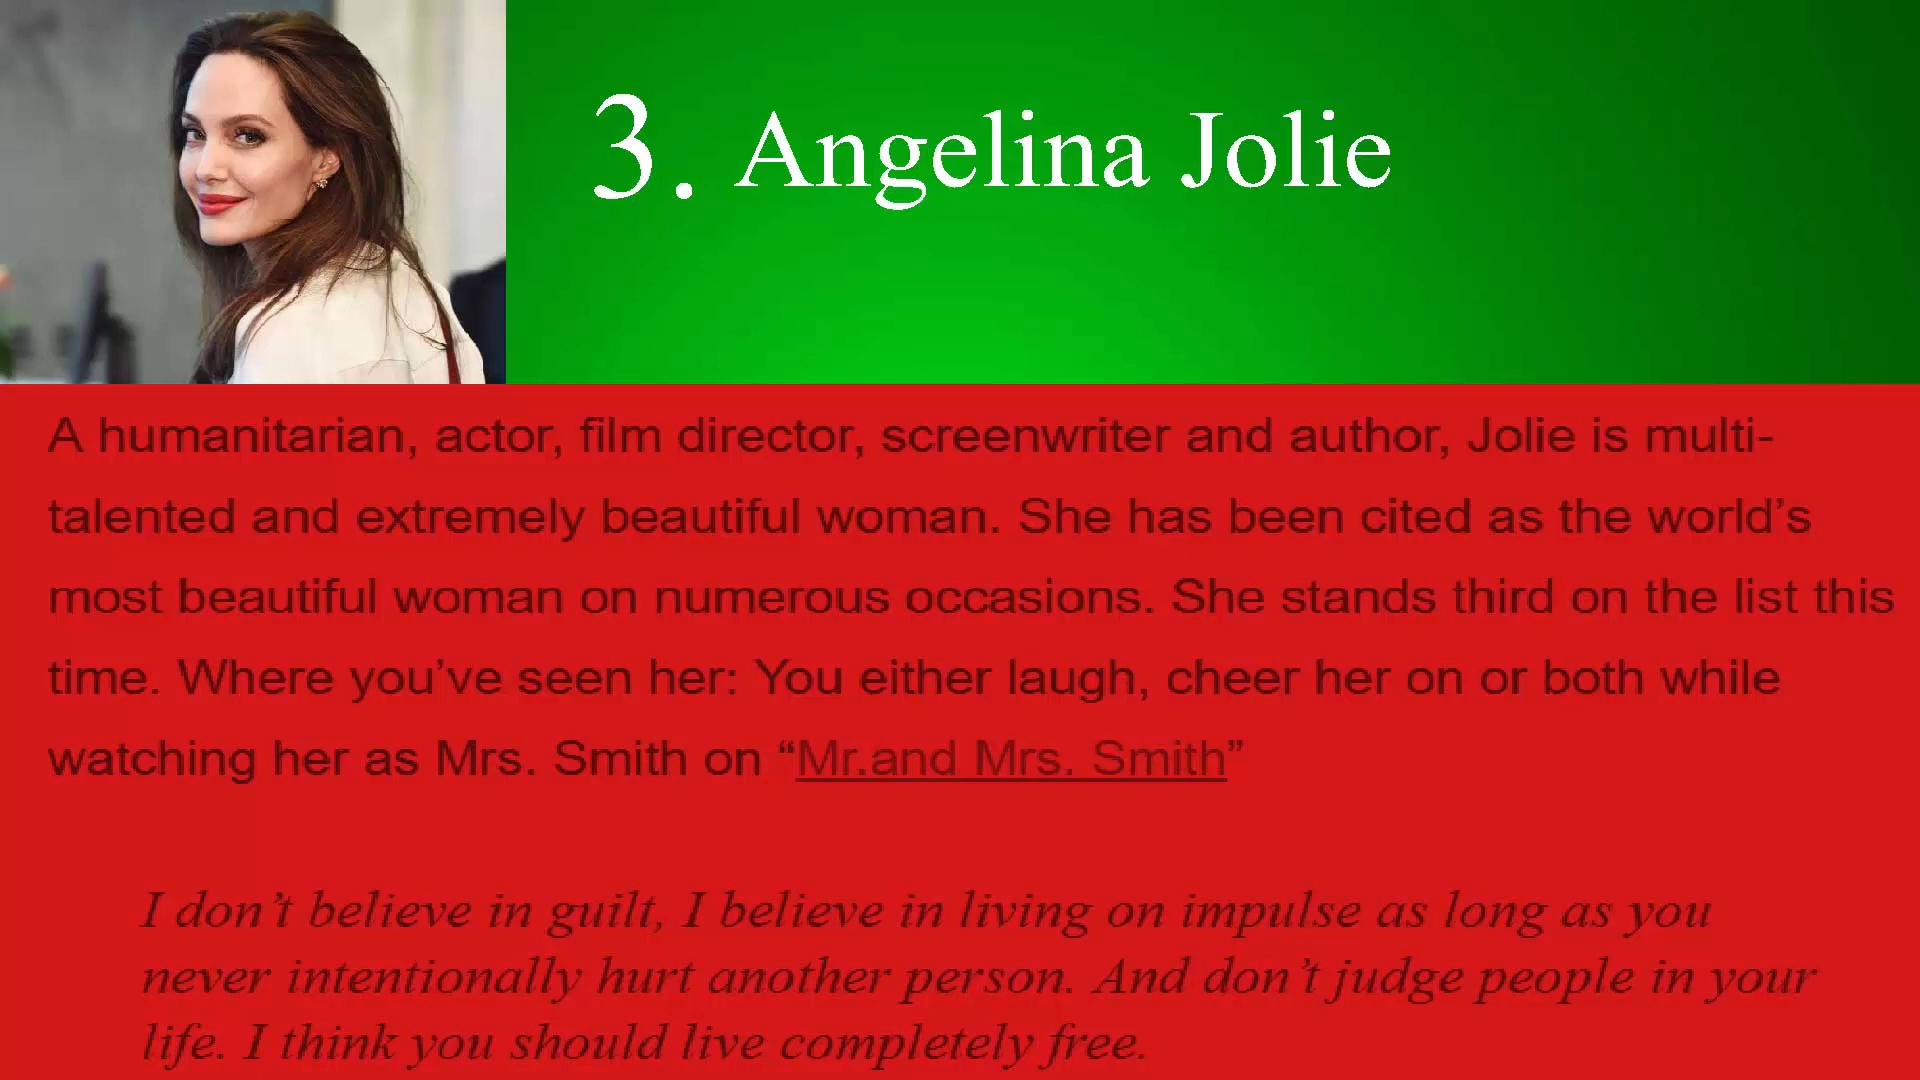 3. Angelina Jolie
A humanitarian, actor, film director, screenwriter and author, Jolie is multi-
talented and extremely beautiful woman. She has been cited as the world’s
most beautiful woman on numerous occasions. She stands third on the list this
time. Where you’ve seen her: You either laugh, cheer her on or both while
watching her as Mrs. Smith on “Mr.and Mrs. Smith”
I don’t believe in guilt, I believe in living on impulse as long as you
never intentionally hurt another person. And don’t judge people in your
life. I think you should live completely free.